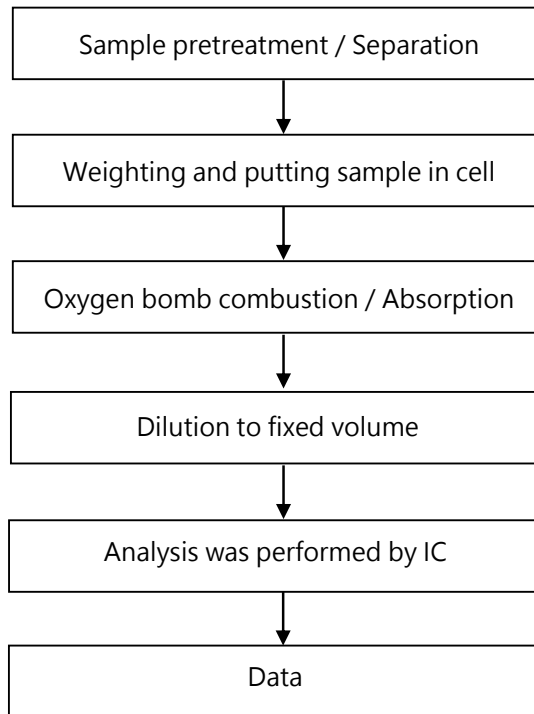 Sample pretreatment / Separation
Weighting and putting sample in cell
Oxygen bomb combustion / Absorption
Dilution to fixed volume
Analysis was performed by IC
Data